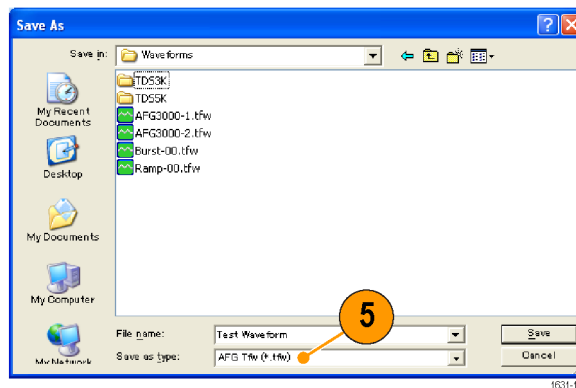 Save As
Save in:
Waveforms
My Recent
Documents
Desktop
My Documents
My Computer
My Network
TDS3K
TDS5K
AFG3000-1.tfw
AFG3000-2.tfw
Burst-00.tfw
Ramp-00.tfw
5
File name:
Test Waveform
Save
Save as type:
AFG Tfw (*.tfw)
Cancel